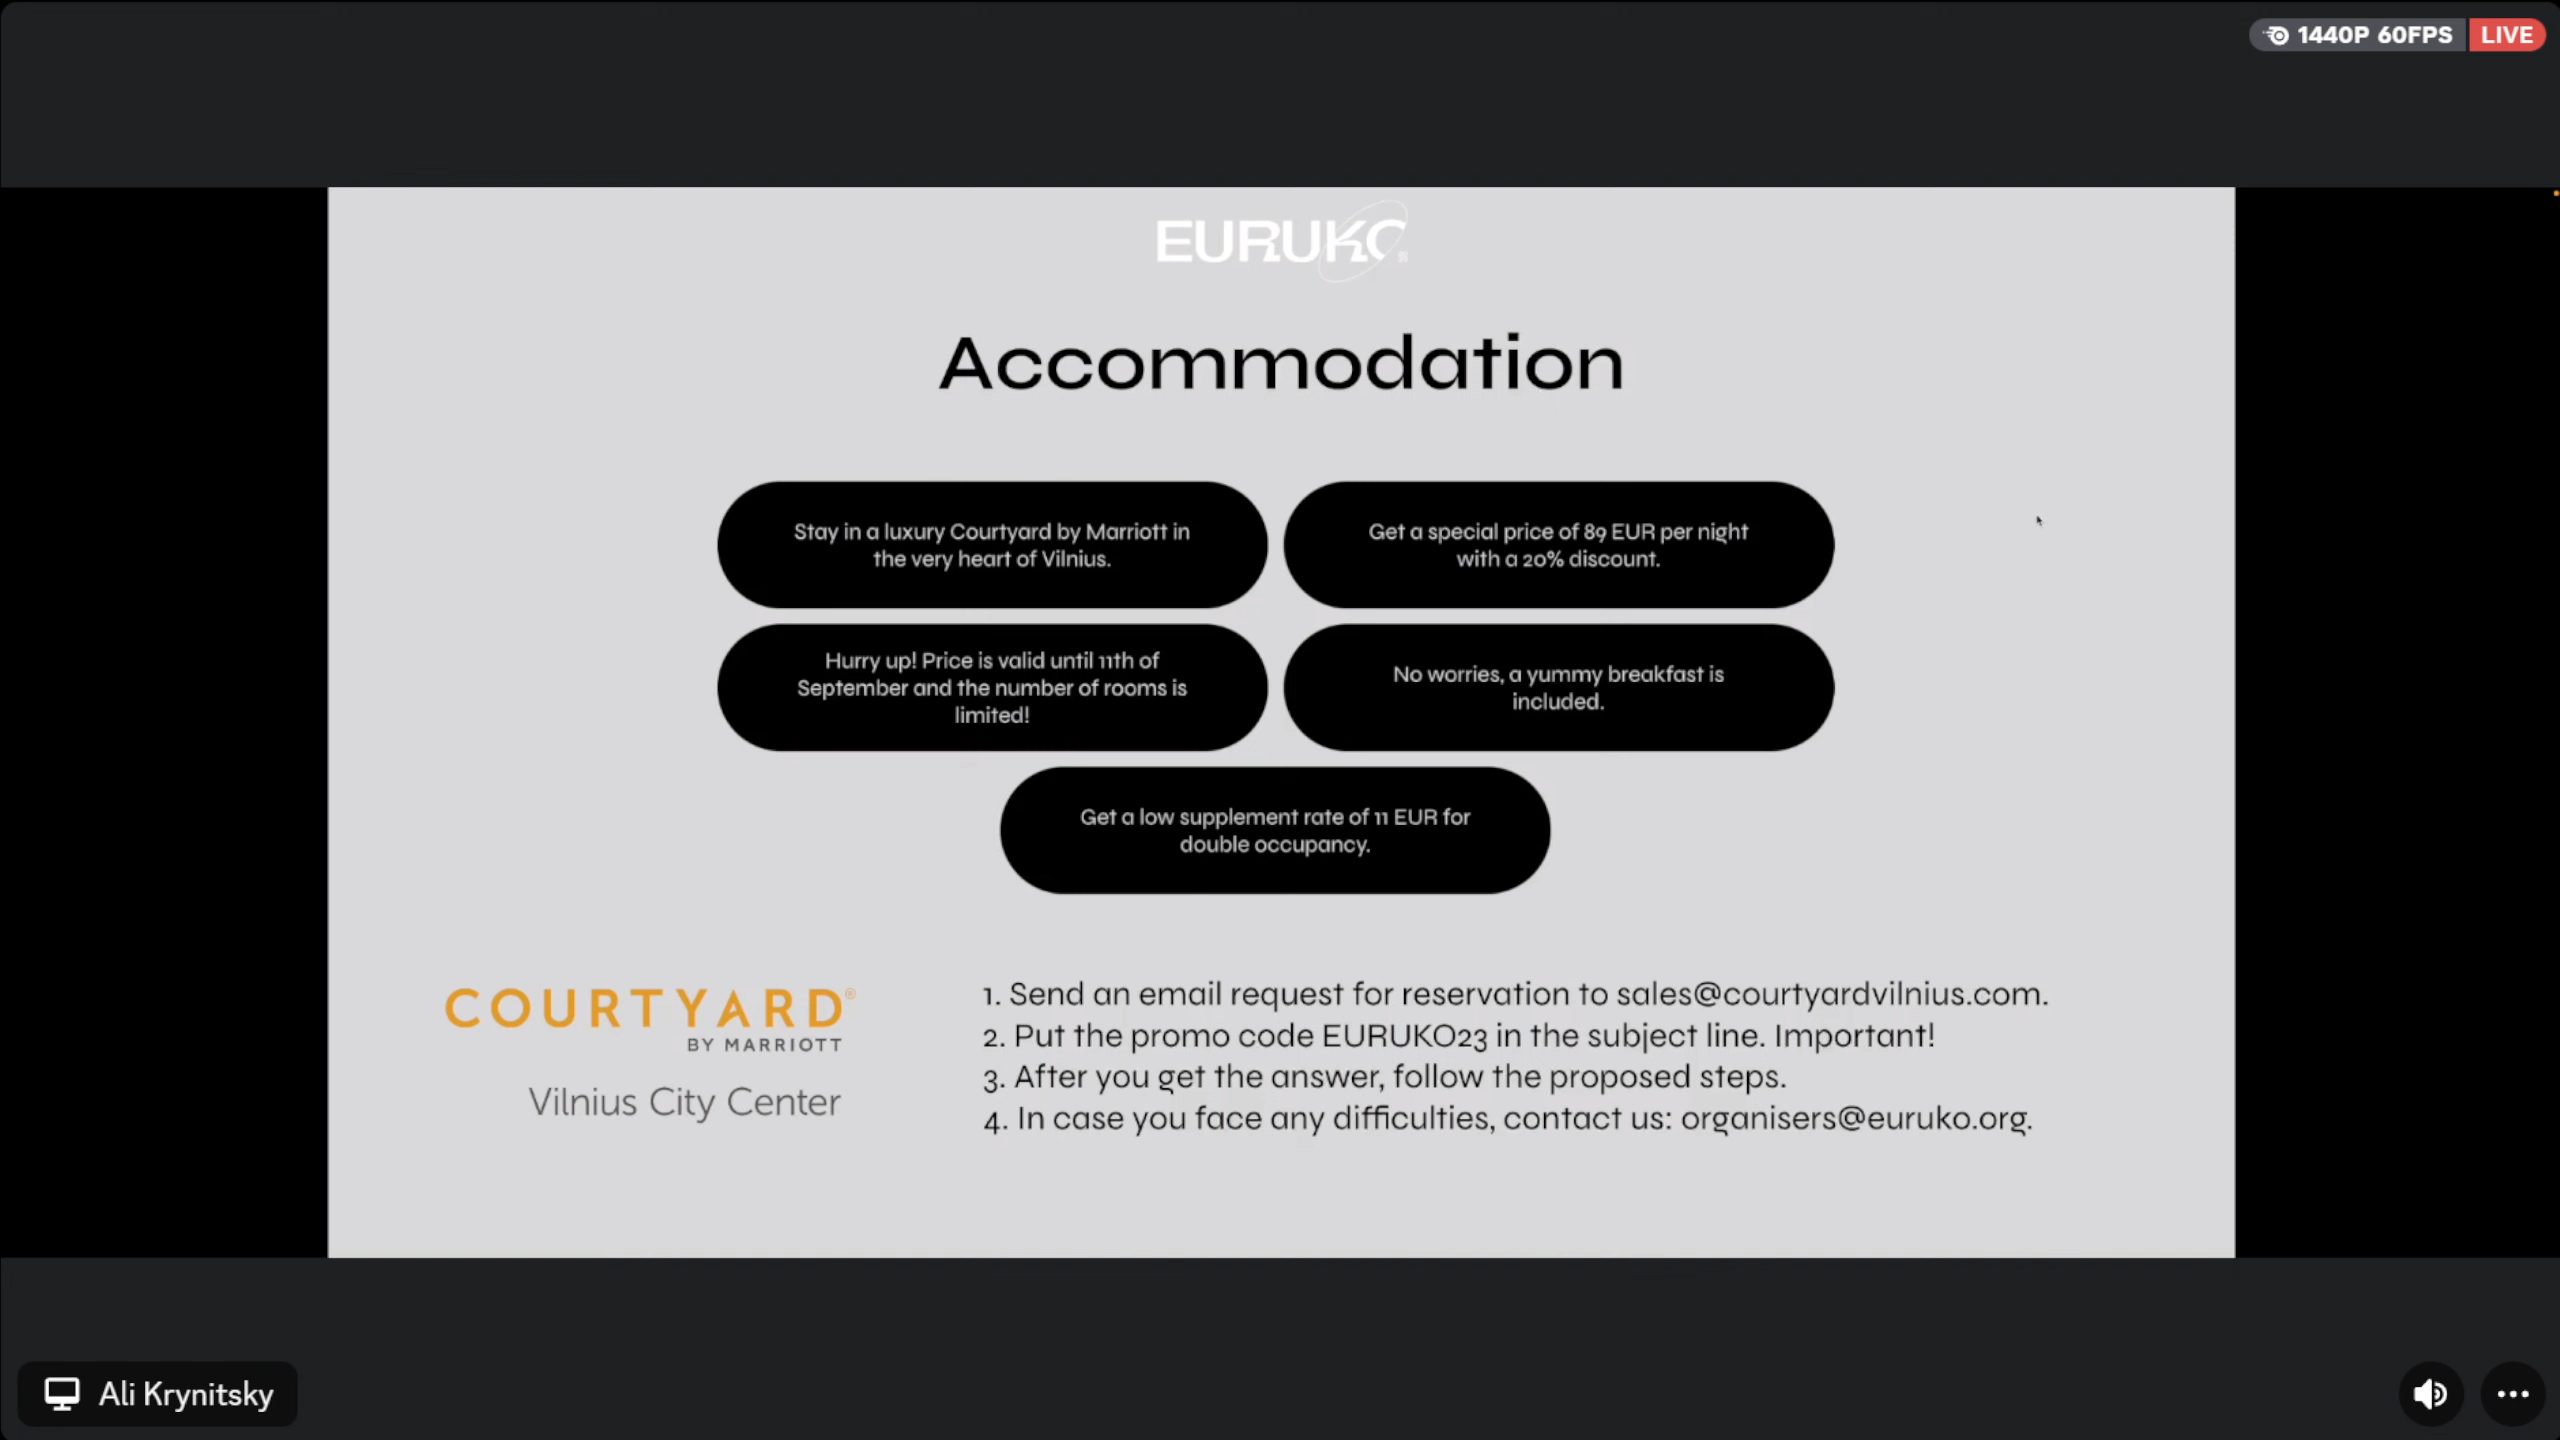 1440P 60FPS LIVE
EURUKO
Accommodation
Stay in a luxury Courtyard by Marriott in
the very heart of Vilnius.
Get a special price of 89 EUR per night
with a 20% discount.
Hurry up! Price is valid until 11th of
September and the number of rooms is
limited!
No worries, a yummy breakfast is
included.
Get a low supplement rate of 11 EUR for
double occupancy.
COURTYARD®
BY MARRIOTT
Vilnius City Center
1. Send an email request for reservation to sales@courtyardvilnius.com.
2. Put the promo code EURUKO23 in the subject line. Important!
3. After you get the answer, follow the proposed steps.
4. In case you face any difficulties, contact us: organisers@euruko.org.
Ali Krynitsky